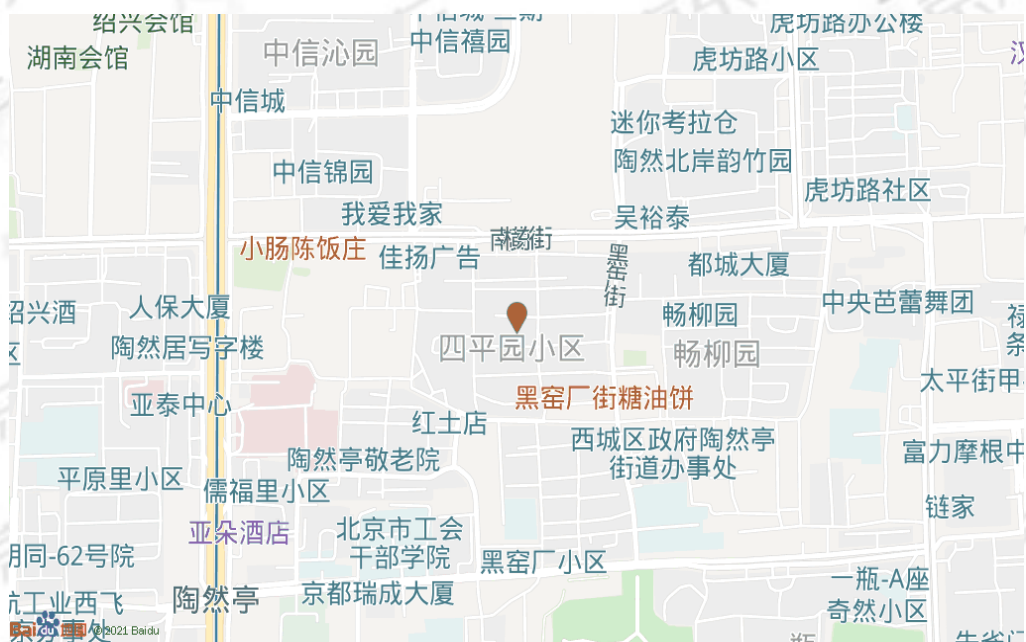 绍兴会馆
虎坊路办公楼
湖南会馆
中信沁园
中信禧园
虎坊路小区
中信城
迷你考拉仓
中信锦园
陶然北岸韵竹园
虎坊路社区
我爱我家
吴裕泰
小肠陈饭庄
佳扬广告
黑窑街
都城大厦
绍兴酒
人保大厦
畅柳园
中央芭蕾舞团
陶然居写字楼
四平园小区
畅柳园
太平街甲
亚泰中心
黑窑厂街糖油饼
红土店
西城区政府陶然亭
街道办事处
富力摩根中
陶然亭敬老院
平原里小区
儒福里小区
链家
亚朵酒店
北京市工会
干部学院
胡同-62号院
黑窑厂小区
一瓶-A座
奇然小区
陶然亭
京都瑞成大厦
航工业西飞
Bai du 地图 © 2021 Baidu